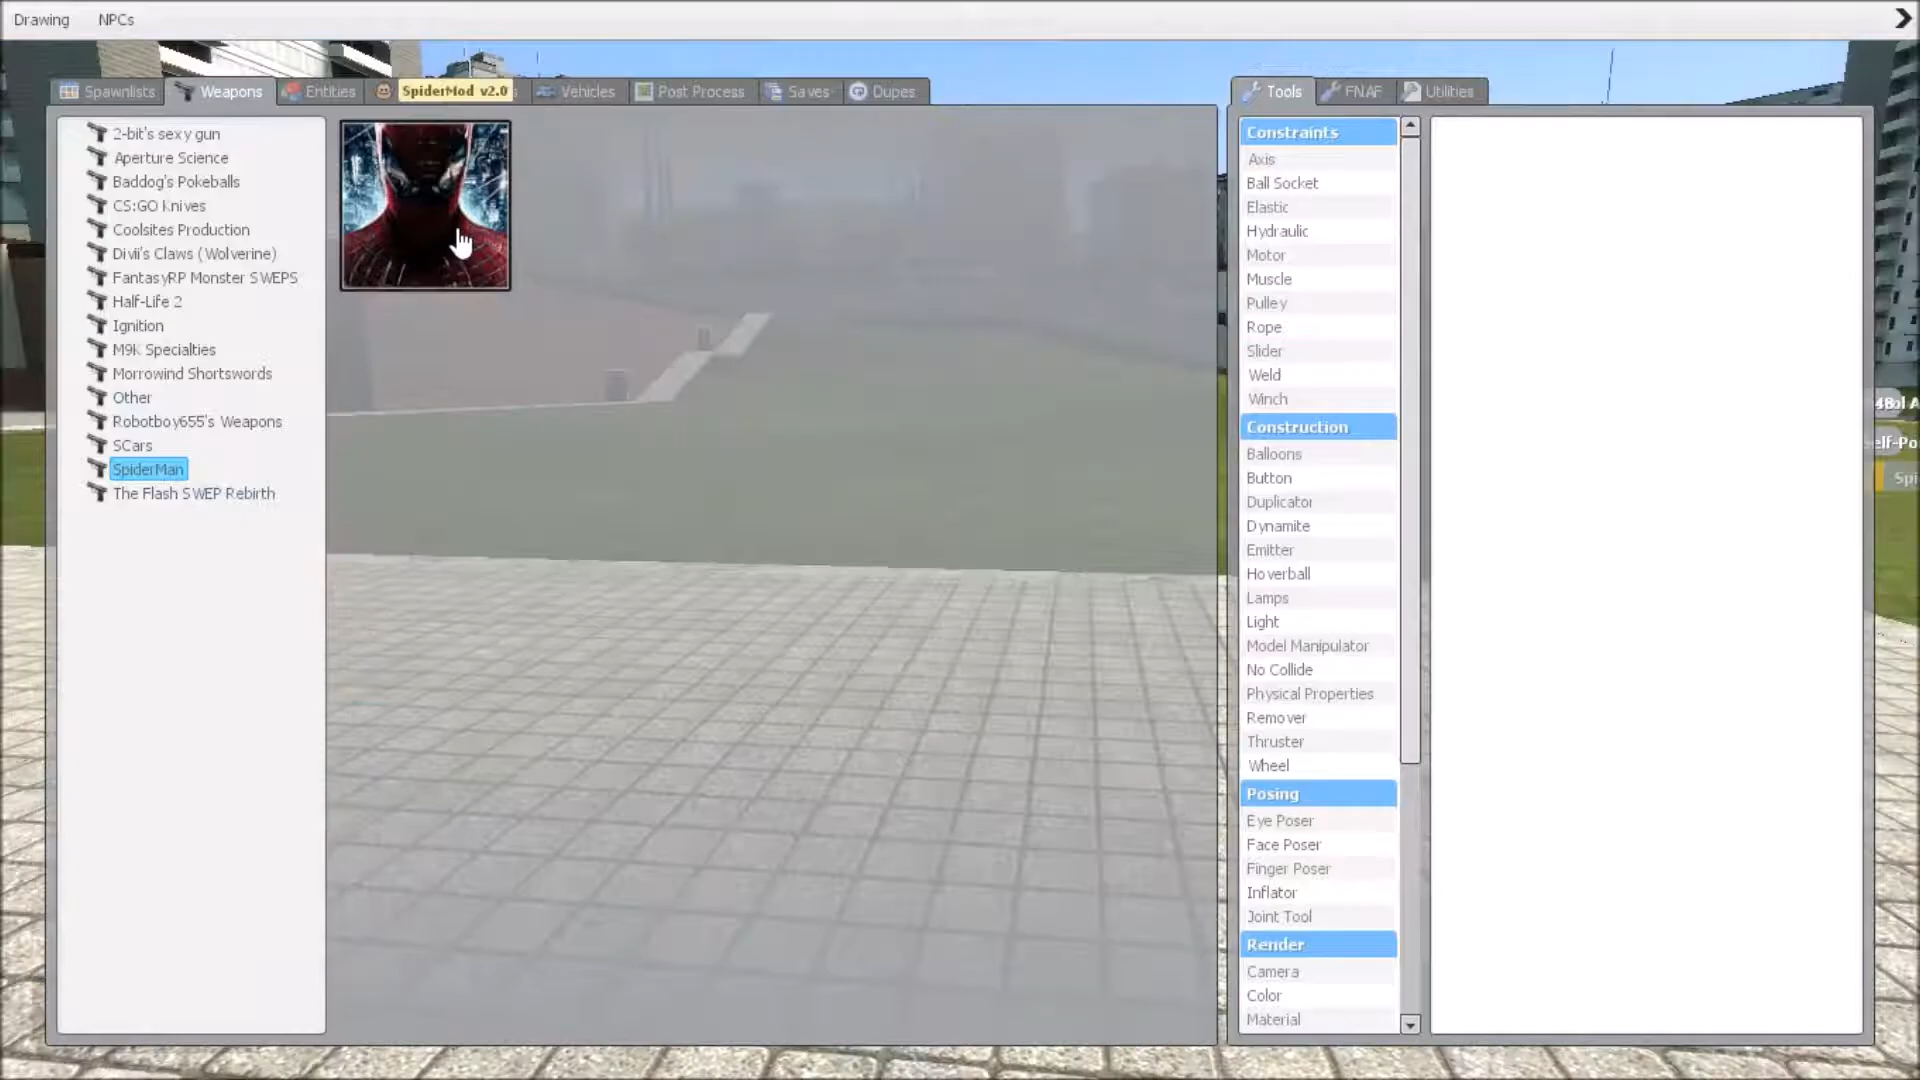 Drawing NPCs
Spawnlists Weapons Entities SpiderMod v2.0 Vehicles Post Process Saves Dupes
Tools FNAF Utilities
2-bit's sexy gun
Aperture Science
Baddog's Pokeballs
CS:GO Knives
Coolsites Production
Divii's Claws (Wolverine)
FantasyRP Monster SWEPS
Half-Life 2
Ignition
M9K Specialties
Morrowind Shortswords
Other
Robotboy655's Weapons
SCars
SpiderMan
The Flash SWEP Rebirth
Constraints
Axis
Ball Socket
Elastic
Hydraulic
Motor
Muscle
Pulley
Rope
Slider
Weld
Winch
Construction
Balloons
Button
Duplicator
Dynamite
Emitter
Hoverball
Lamps
Light
Model Manipulator
No Collide
Physical Properties
Remover
Thruster
Wheel
Posing
Eye Poser
Face Poser
Finger Poser
Inflator
Joint Tool
Render
Camera
Color
Material
elf-Po
Spi